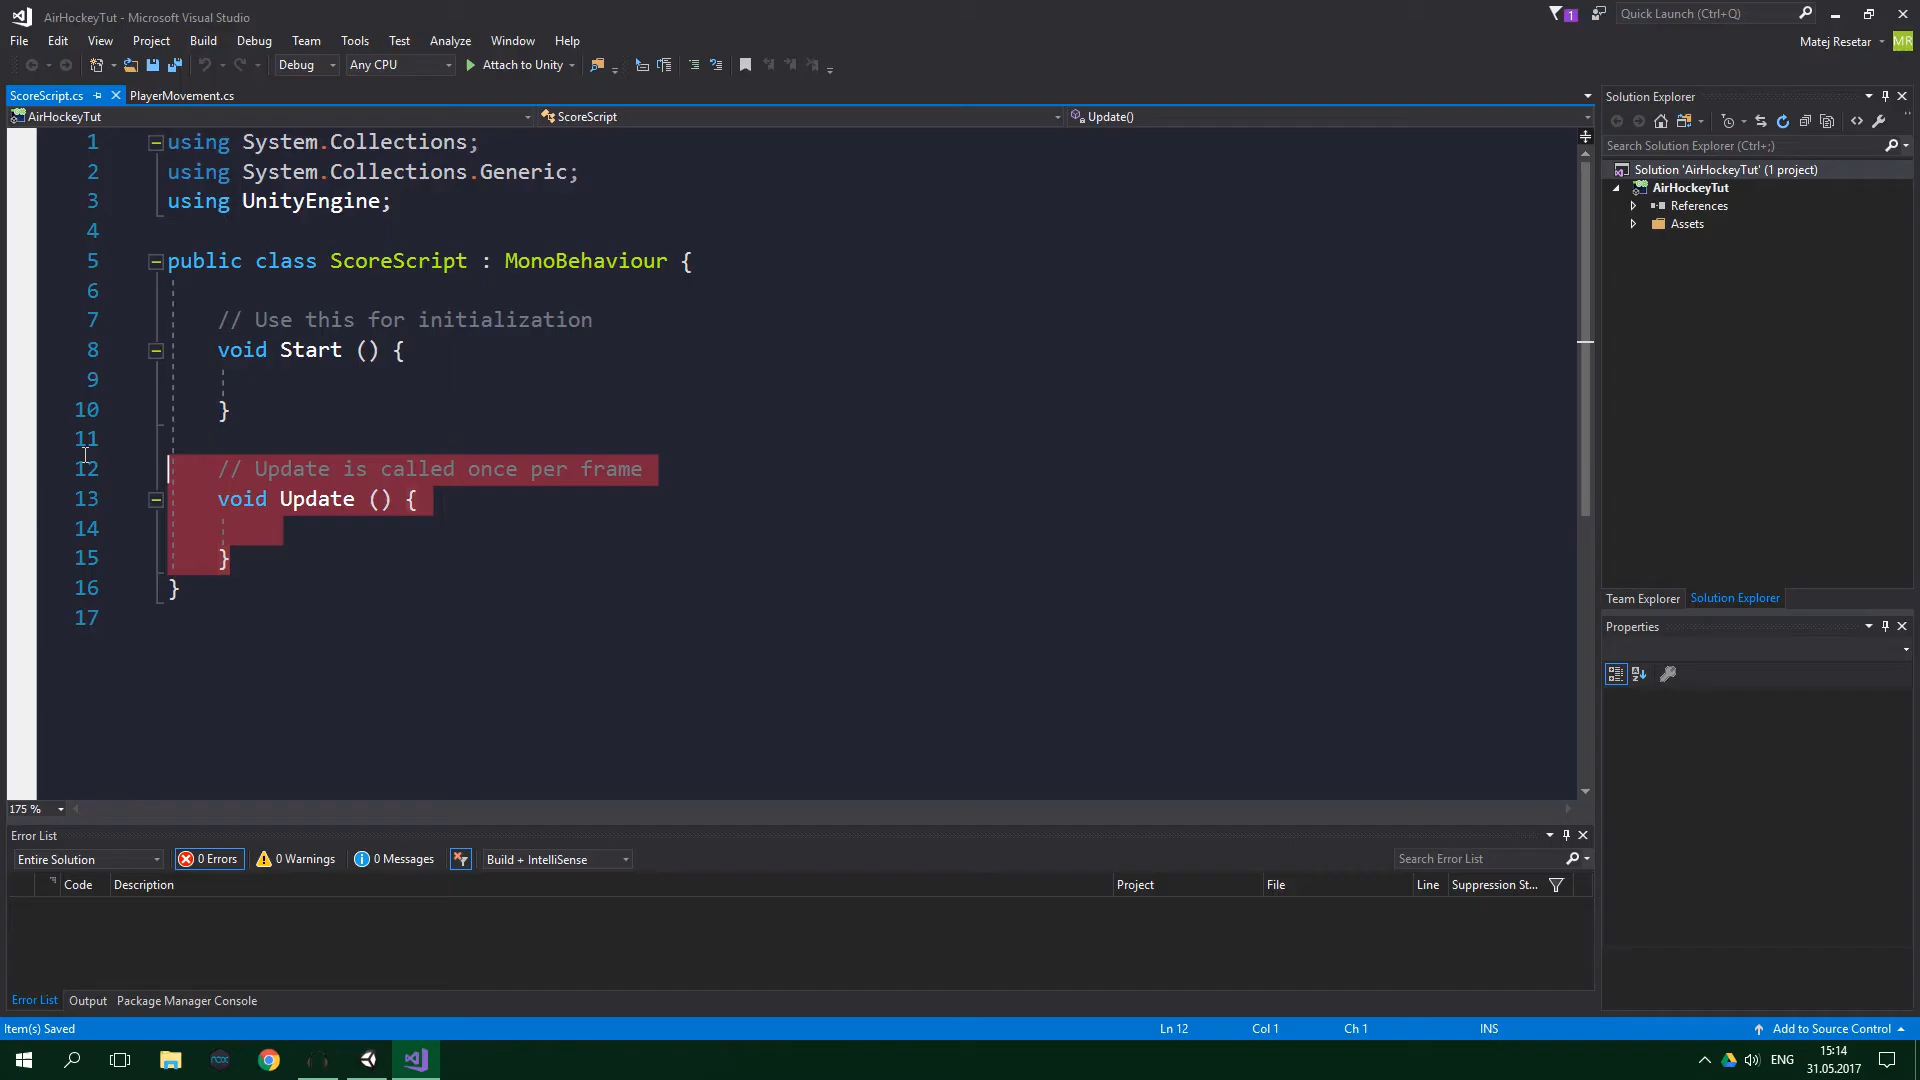 AirHockeyTut - Microsoft Visual Studio
1
Quick Launch (Ctrl+Q)
File Edit View Project Build Debug Team Tools Test Analyze Window Help
Matej Resetar
MR
Debug
Any CPU
Attach to Unity
ScoreScript.cs
PlayerMovement.cs
AirHockeyTut
ScoreScript
Update()
1 using System.Collections;
2 using System.Collections.Generic;
3 using UnityEngine;
4
5 public class ScoreScript : MonoBehaviour {
6
7 // Use this for initialization
8 void Start () {
9
10 }
11
12 // Update is called once per frame
13 void Update () {
14
15 }
16 }
17
175 %
Solution Explorer
Search Solution Explorer (Ctrl+;)
Solution 'AirHockeyTut' (1 project)
AirHockeyTut
References
Assets
Team Explorer
Solution Explorer
Properties
Error List
Entire Solution
0 Errors
0 Warnings
0 Messages
Build + IntelliSense
Search Error List
Code
Description
Project
File
Line
Suppression St...
Error List
Output
Package Manager Console
Item(s) Saved
Ln 12
Col 1
Ch 1
INS
Add to Source Control
nox
ENG
15:14
31.05.2017